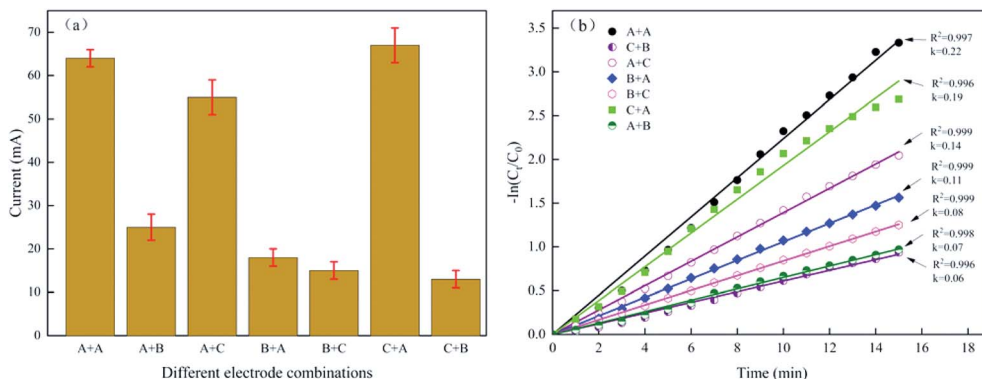 (a)
70
60
50
40
30
20
10
0
Current (mA)
A+A A+B A+C B+A B+C C+A C+B
Different electrode combinations
(b)
3.5
3.0
2.5
2.0
1.5
1.0
0.5
0.0
-In(Ct/C0)
A+A
C+B
A+C
B+A
B+C
C+A
A+B
R²=0.997
k=0.22
R²=0.996
k=0.19
R²=0.999
k=0.14
R²=0.999
k=0.11
R²=0.999
k=0.08
R²=0.998
k=0.07
R²=0.996
k=0.06
0 2 4 6 8 10 12 14 16 18
Time (min)